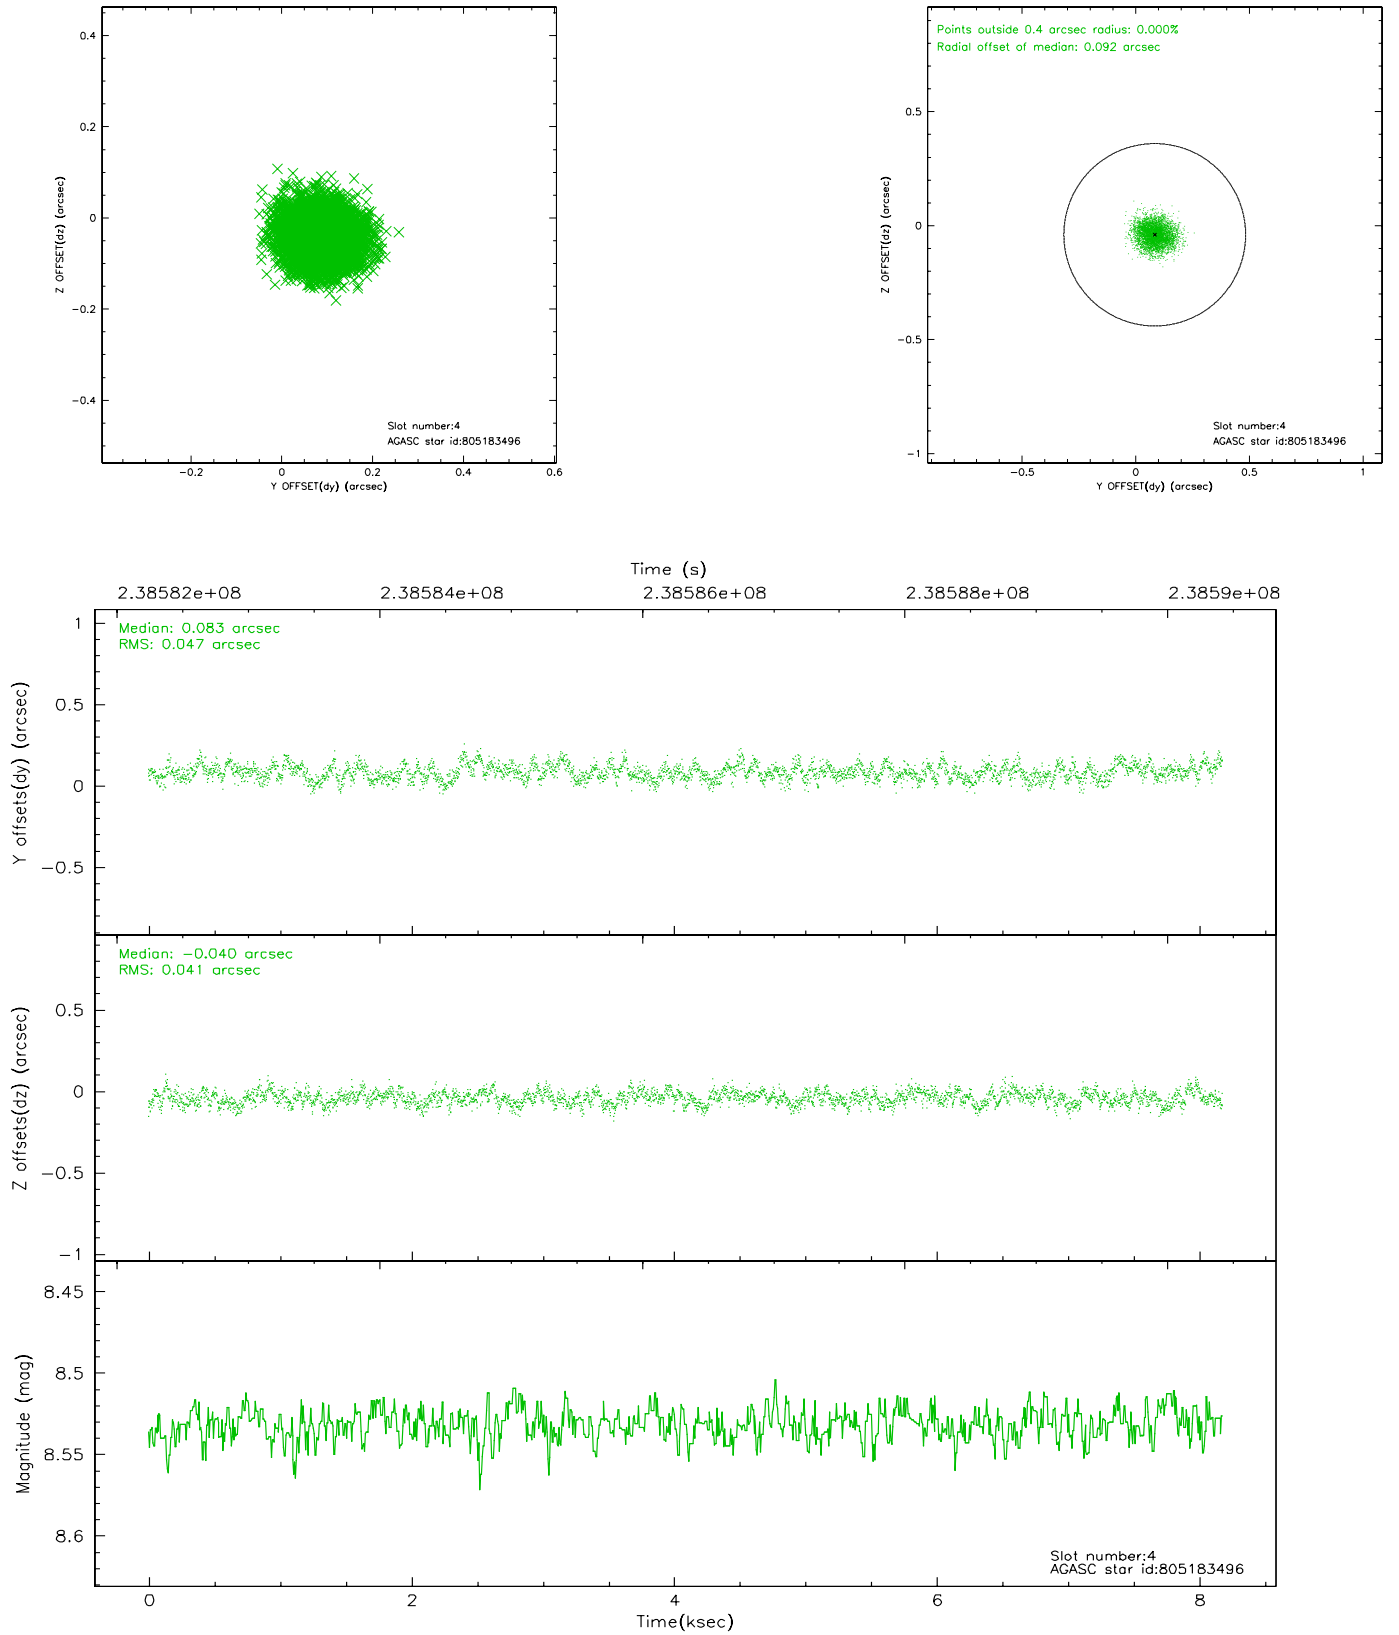 0.4
0.2
0
−0.2
−0.4
Z OFFSET(dz) (arcsec)
Slot number:4
AGASC star id:805183496
−0.2 0 0.2 0.4 0.6
Y OFFSET(dy) (arcsec)
Points outside 0.4 arcsec radius: 0.000%
Radial offset of median: 0.092 arcsec
0.5
0
−0.5
−1
Z OFFSET(dz) (arcsec)
Slot number:4
AGASC star id:805183496
−0.5 0 0.5 1
Y OFFSET(dy) (arcsec)
Time (s)
2.38582e+08 2.38584e+08 2.38586e+08 2.38588e+08 2.3859e+08
Median: 0.083 arcsec
RMS: 0.047 arcsec
1
0.5
0
−0.5
Y offsets(dy) (arcsec)
Median: −0.040 arcsec
RMS: 0.041 arcsec
0.5
0
−0.5
−1
Z offsets(dz) (arcsec)
8.45
8.5
8.55
8.6
Magnitude (mag)
Slot number:4
AGASC star id:805183496
0 2 4 6 8
Time(ksec)